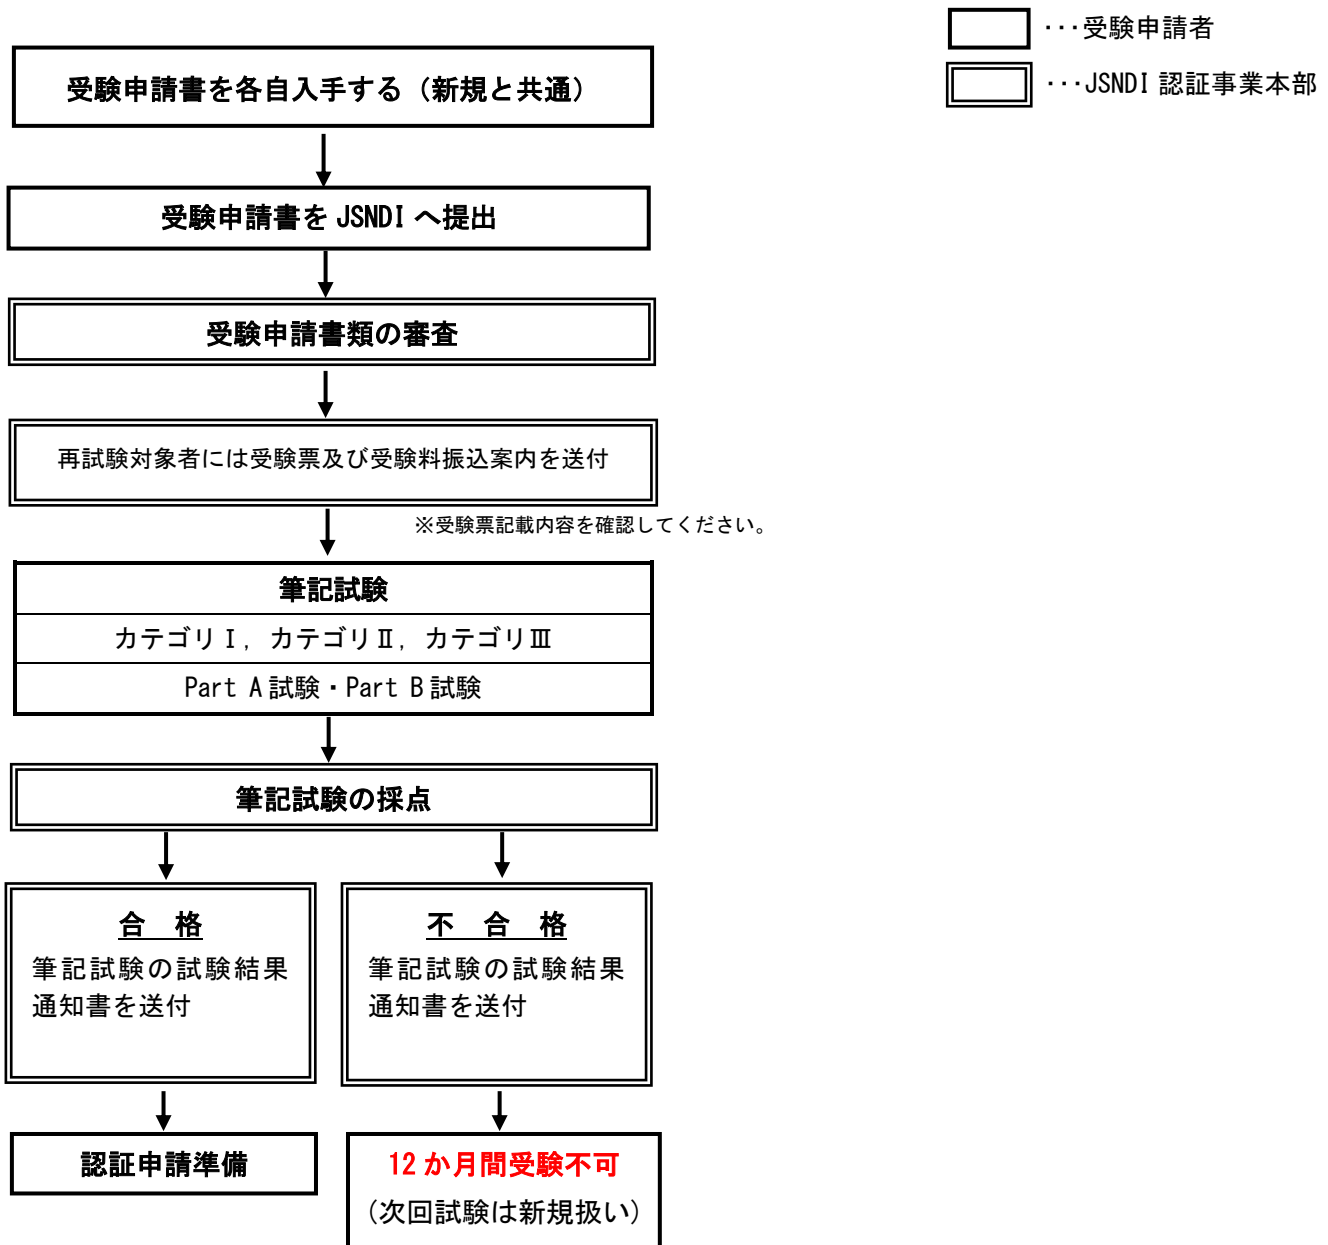 ･･･受験申請者
･･･JSNDI 認証事業本部
受験申請書を各自入手する（新規と共通）
受験申請書を JSNDI へ提出
受験申請書類の審査
再試験対象者には受験票及び受験料振込案内を送付
※受験票記載内容を確認してください。
筆記試験
カテゴリⅠ, カテゴリⅡ, カテゴリⅢ
Part A 試験・Part B 試験
筆記試験の採点
合　格
筆記試験の試験結果
通知書を送付
不　合　格
筆記試験の試験結果
通知書を送付
認証申請準備
12 か月間受験不可
（次回試験は新規扱い）